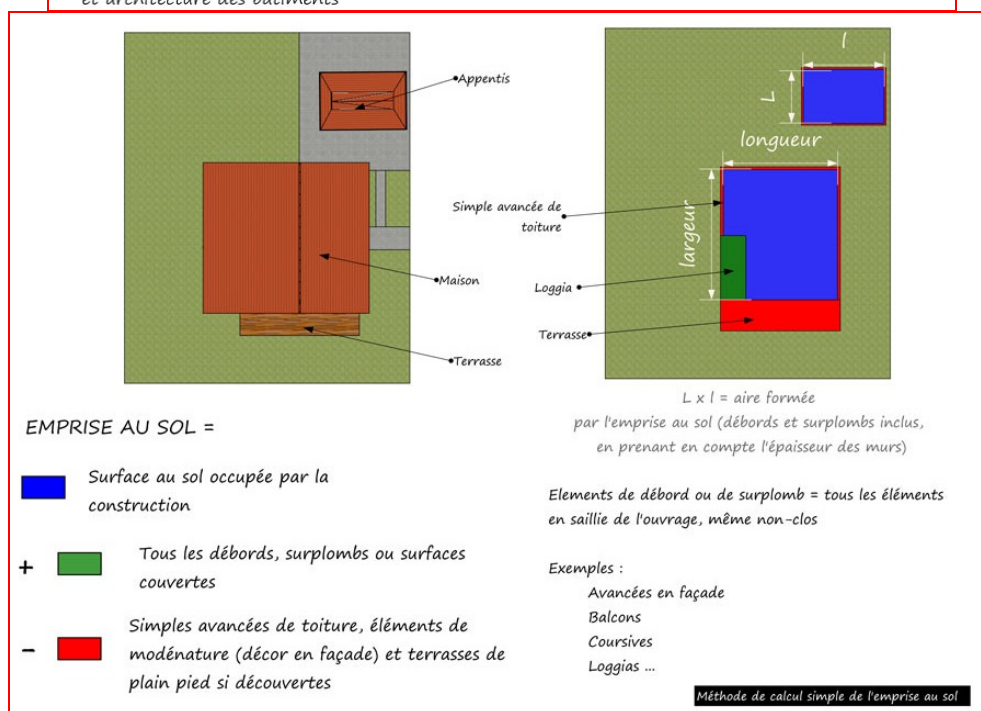 et architecture des bâtiments
Appentis
Maison
Terrasse
l
L
longueur
largeur
Simple avancée de
toiture
Loggia
Terrasse
L x l = aire formée
par l'emprise au sol (débords et surplombs inclus,
en prenant en compte l'épaisseur des murs)
EMPRISE AU SOL =
Surface au sol occupée par la
construction
+
Tous les débords, surplombs ou surfaces
couvertes
-
Simples avancées de toiture, éléments de
modénature (décor en façade) et terrasses de
plain pied si découvertes
Elements de débord ou de surplomb = tous les éléments
en saillie de l'ouvrage, même non-clos
Exemples :
Avancées en façade
Balcons
Coursives
Loggias ...
Méthode de calcul simple de l'emprise au sol